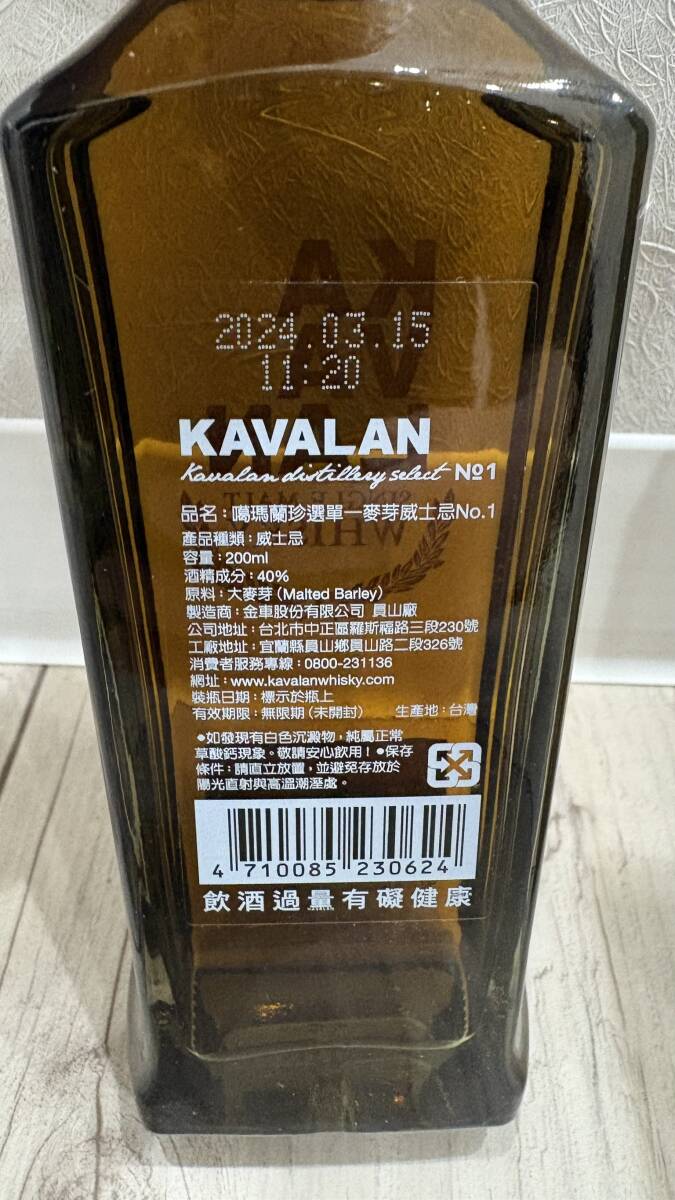 2024.03.15
11:20
KAVALAN
Kavalan distillery select №1
品名：噶瑪蘭珍選單一麥芽威士忌No.1
產品種類：威士忌
容量：200ml
酒精成分：40%
原料：大麥芽（Malted Barley）
製造商：金車股份有限公司 員山廠
公司地址：台北市中正區羅斯福路三段230號
工廠地址：宜蘭縣員山鄉員山路二段326號
消費者服務專線：0800-231136
網址：www.kavalanwhisky.com
裝瓶日期：標示於瓶上
有效期限：無限期（未開封） 生產地：台灣
●如發現有白色沉澱物，純屬正常
草酸鈣現象。敬請安心飲用！●保存
條件：請直立放置，並避免存放於
陽光直射與高溫潮溼處。
4 710085 230624
飲酒過量有礙健康